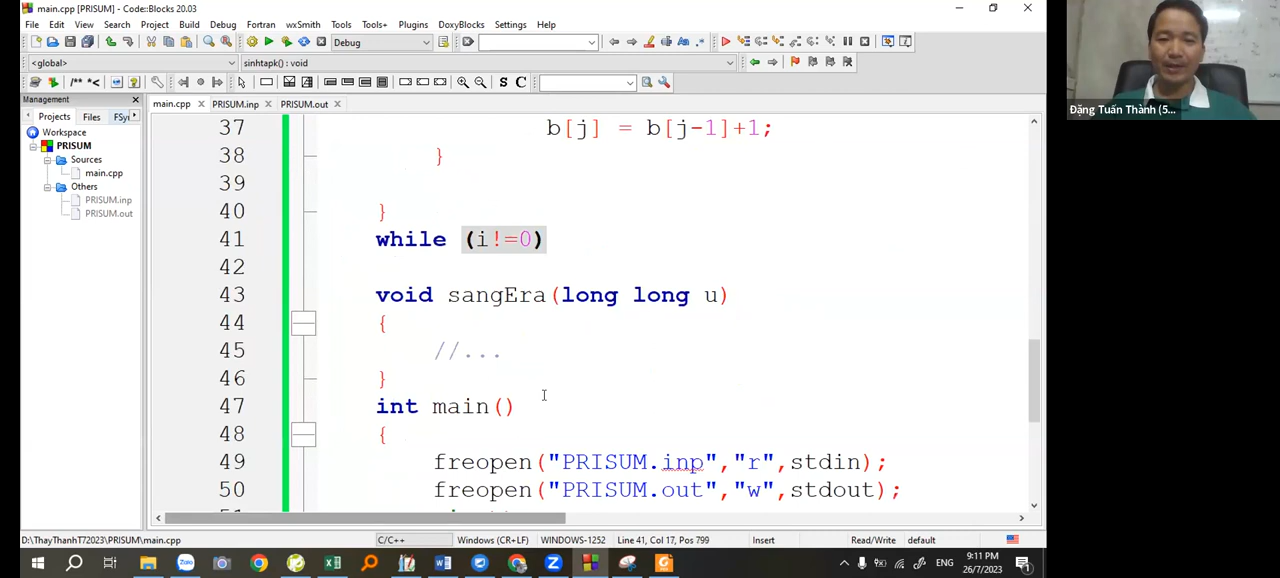 main.cpp [PRISUM] - Code::Blocks 20.03
File Edit View Search Project Build Debug Fortran wxSmith Tools Tools+ Plugins DoxyBlocks Settings Help
Debug
<global> sinhtapk() : void
/** *< S C
Management
Projects Files FSy
Workspace
PRISUM
Sources
main.cpp
Others
PRISUM.inp
PRISUM.out
main.cpp PRISUM.inp PRISUM.out
37 b[j] = b[j-1]+1;
38 }
39
40 }
41 while (i!=0)
42
43 void sangEra(long long u)
44 {
45 //...
46 }
47 int main()
48 {
49 freopen("PRISUM.inp","r",stdin);
50 freopen("PRISUM.out","w",stdout);
D:\ThayThanhT72023\PRISUM\main.cpp C/C++ Windows (CR+LF) WINDOWS-1252 Line 41, Col 17, Pos 799 Insert Read/Write default
Zalo ENG 9:11 PM
26/7/2023
Đặng Tuấn Thành (5...